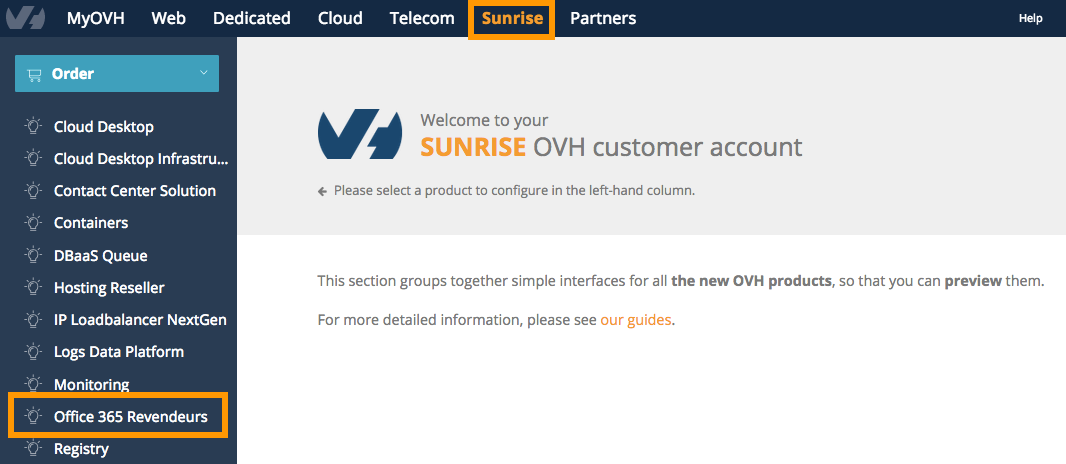 MyOVH Web Dedicated Cloud Telecom Sunrise Partners Help
Order
Cloud Desktop
Cloud Desktop Infrastru...
Contact Center Solution
Containers
DBaaS Queue
Hosting Reseller
IP Loadbalancer NextGen
Logs Data Platform
Monitoring
Office 365 Revendeurs
Registry
Welcome to your
SUNRISE OVH customer account
Please select a product to configure in the left-hand column.
This section groups together simple interfaces for all the new OVH products, so that you can preview them.
For more detailed information, please see our guides.